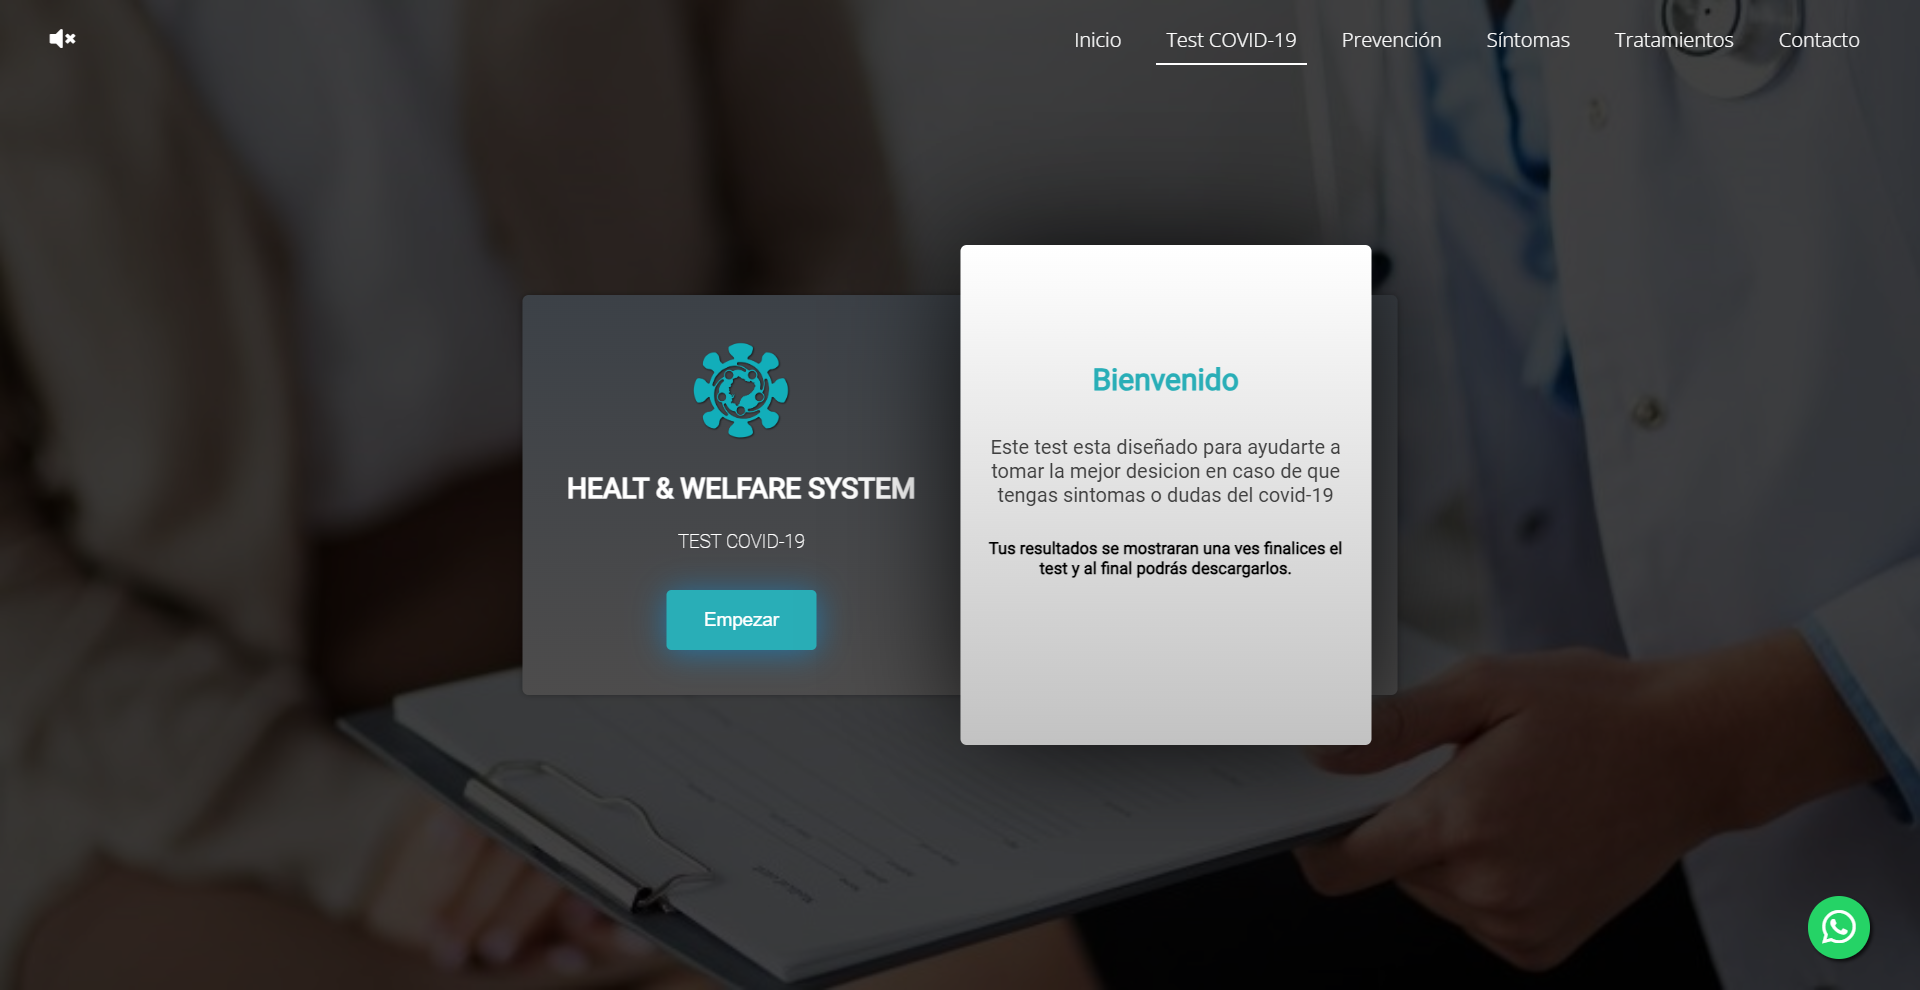 Inicio
Test COVID-19
Prevención
Síntomas
Tratamientos
Contacto
HEALT & WELFARE SYSTEM
TEST COVID-19
Empezar
Bienvenido
Este test esta diseñado para ayudarte a
tomar la mejor desicion en caso de que
tengas sintomas o dudas del covid-19
Tus resultados se mostraran una ves finalices el
test y al final podrás descargarlos.